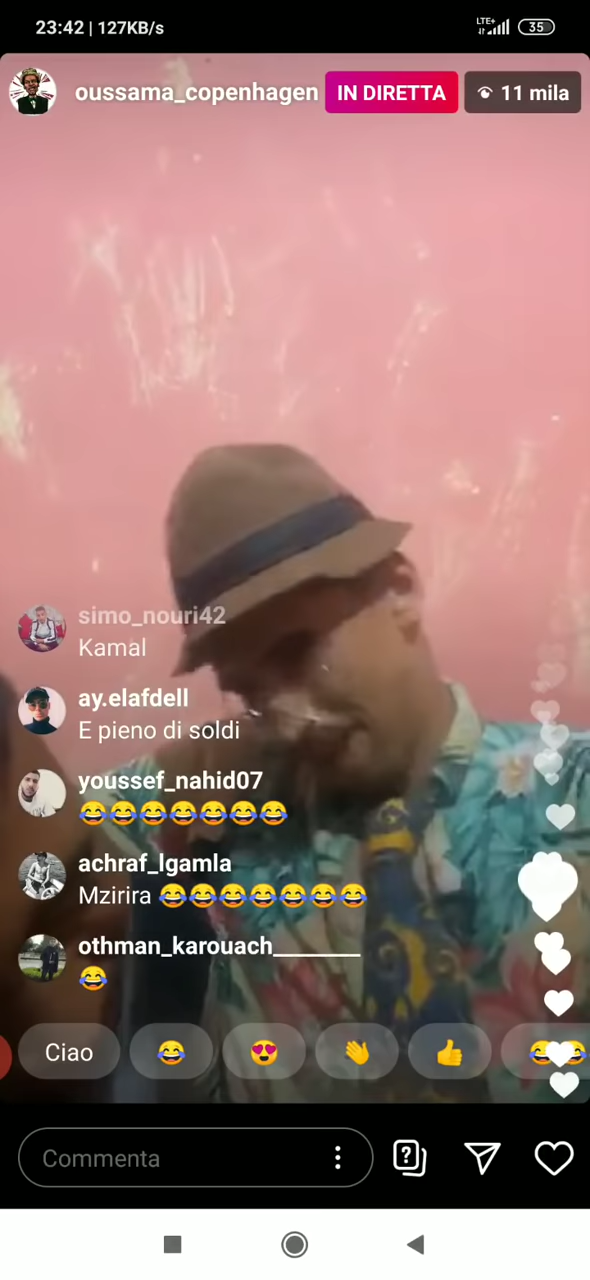 23:42 | 127KB/s
LTE+
35
oussama_copenhagen
IN DIRETTA
11 mila
simo_nouri42
Kamal
ay.elafdell
E pieno di soldi
youssef_nahid07
😂😂😂😂😂😂😂
achraf_lgamla
Mzirira 😂😂😂😂😂😂😂
othman_karouach________
😂
Ciao
Commenta